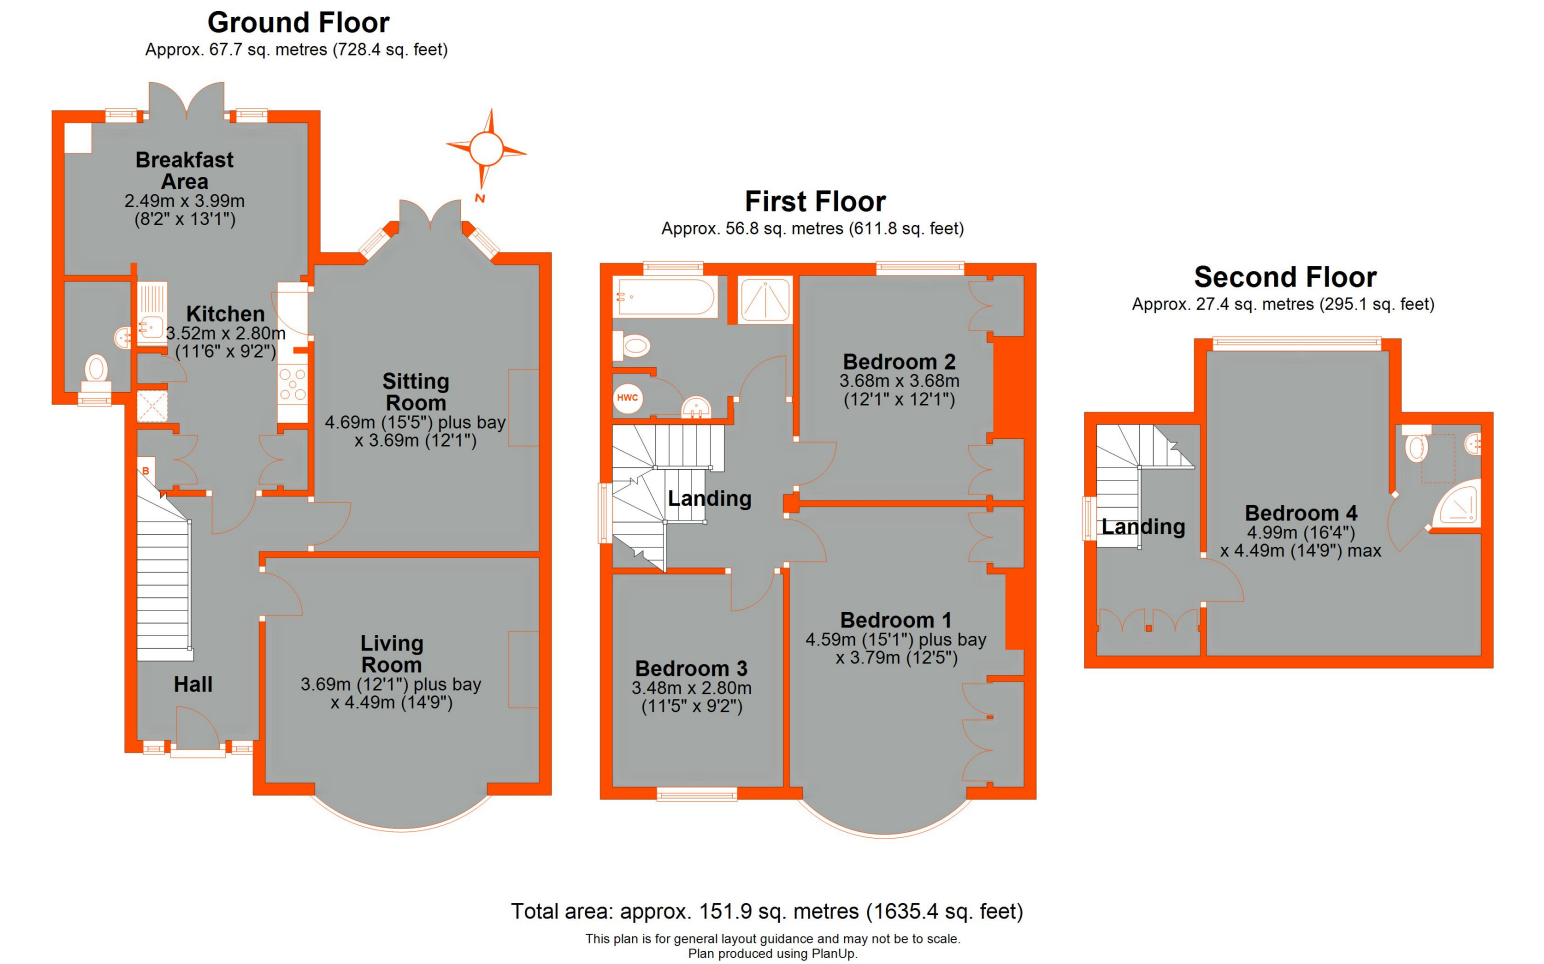 Ground Floor
Approx. 67.7 sq. metres (728.4 sq. feet)
Breakfast
Area
2.49m x 3.99m
(8'2" x 13'1")
N
Kitchen
3.52m x 2.80m
(11'6" x 9'2")
Sitting
Room
4.69m (15'5") plus bay
x 3.69m (12'1")
B
Living
Room
3.69m (12'1") plus bay
x 4.49m (14'9")
Hall
First Floor
Approx. 56.8 sq. metres (611.8 sq. feet)
HWC
Bedroom 2
3.68m x 3.68m
(12'1" x 12'1")
Landing
Bedroom 1
4.59m (15'1") plus bay
x 3.79m (12'5")
Bedroom 3
3.48m x 2.80m
(11'5" x 9'2")
Second Floor
Approx. 27.4 sq. metres (295.1 sq. feet)
Landing
Bedroom 4
4.99m (16'4")
x 4.49m (14'9") max
Total area: approx. 151.9 sq. metres (1635.4 sq. feet)
This plan is for general layout guidance and may not be to scale.
Plan produced using PlanUp.